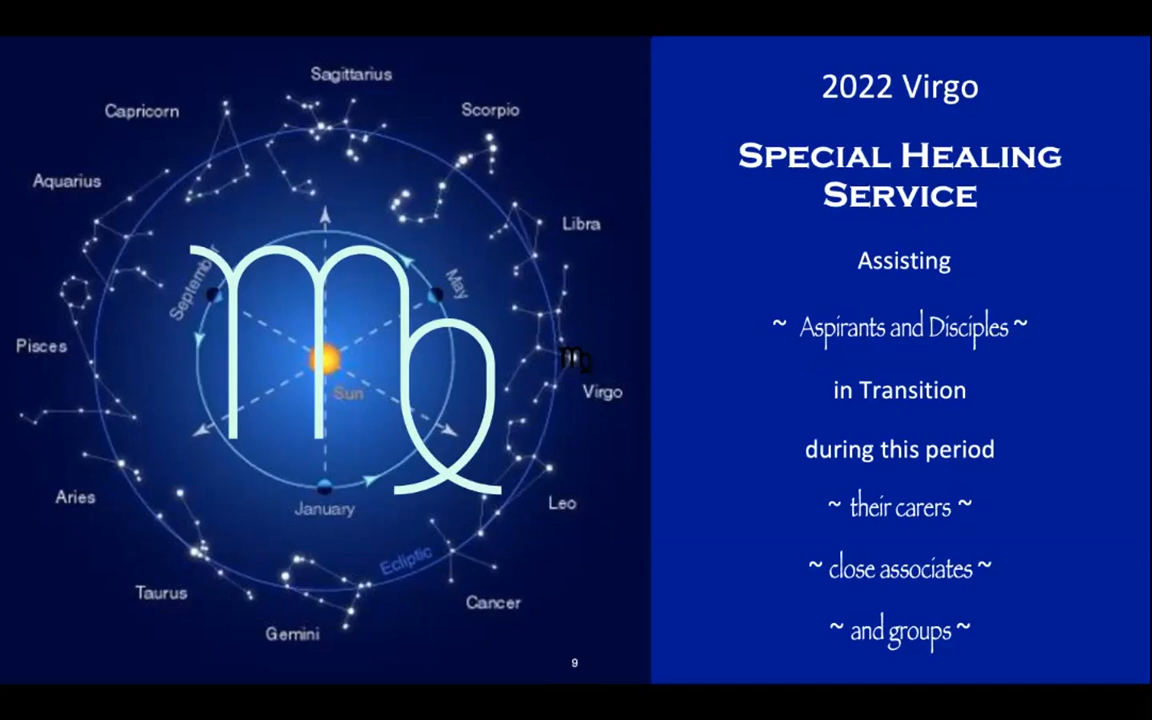 Sagittarius
Capricorn
Scorpio
Aquarius
Libra
September
May
Pisces
Sun
Virgo
Aries
January
Leo
Ecliptic
Taurus
Cancer
Gemini
9
2022 Virgo
SPECIAL HEALING
SERVICE
Assisting
~ Aspirants and Disciples ~
in Transition
during this period
~ their carers ~
~ close associates ~
~ and groups ~